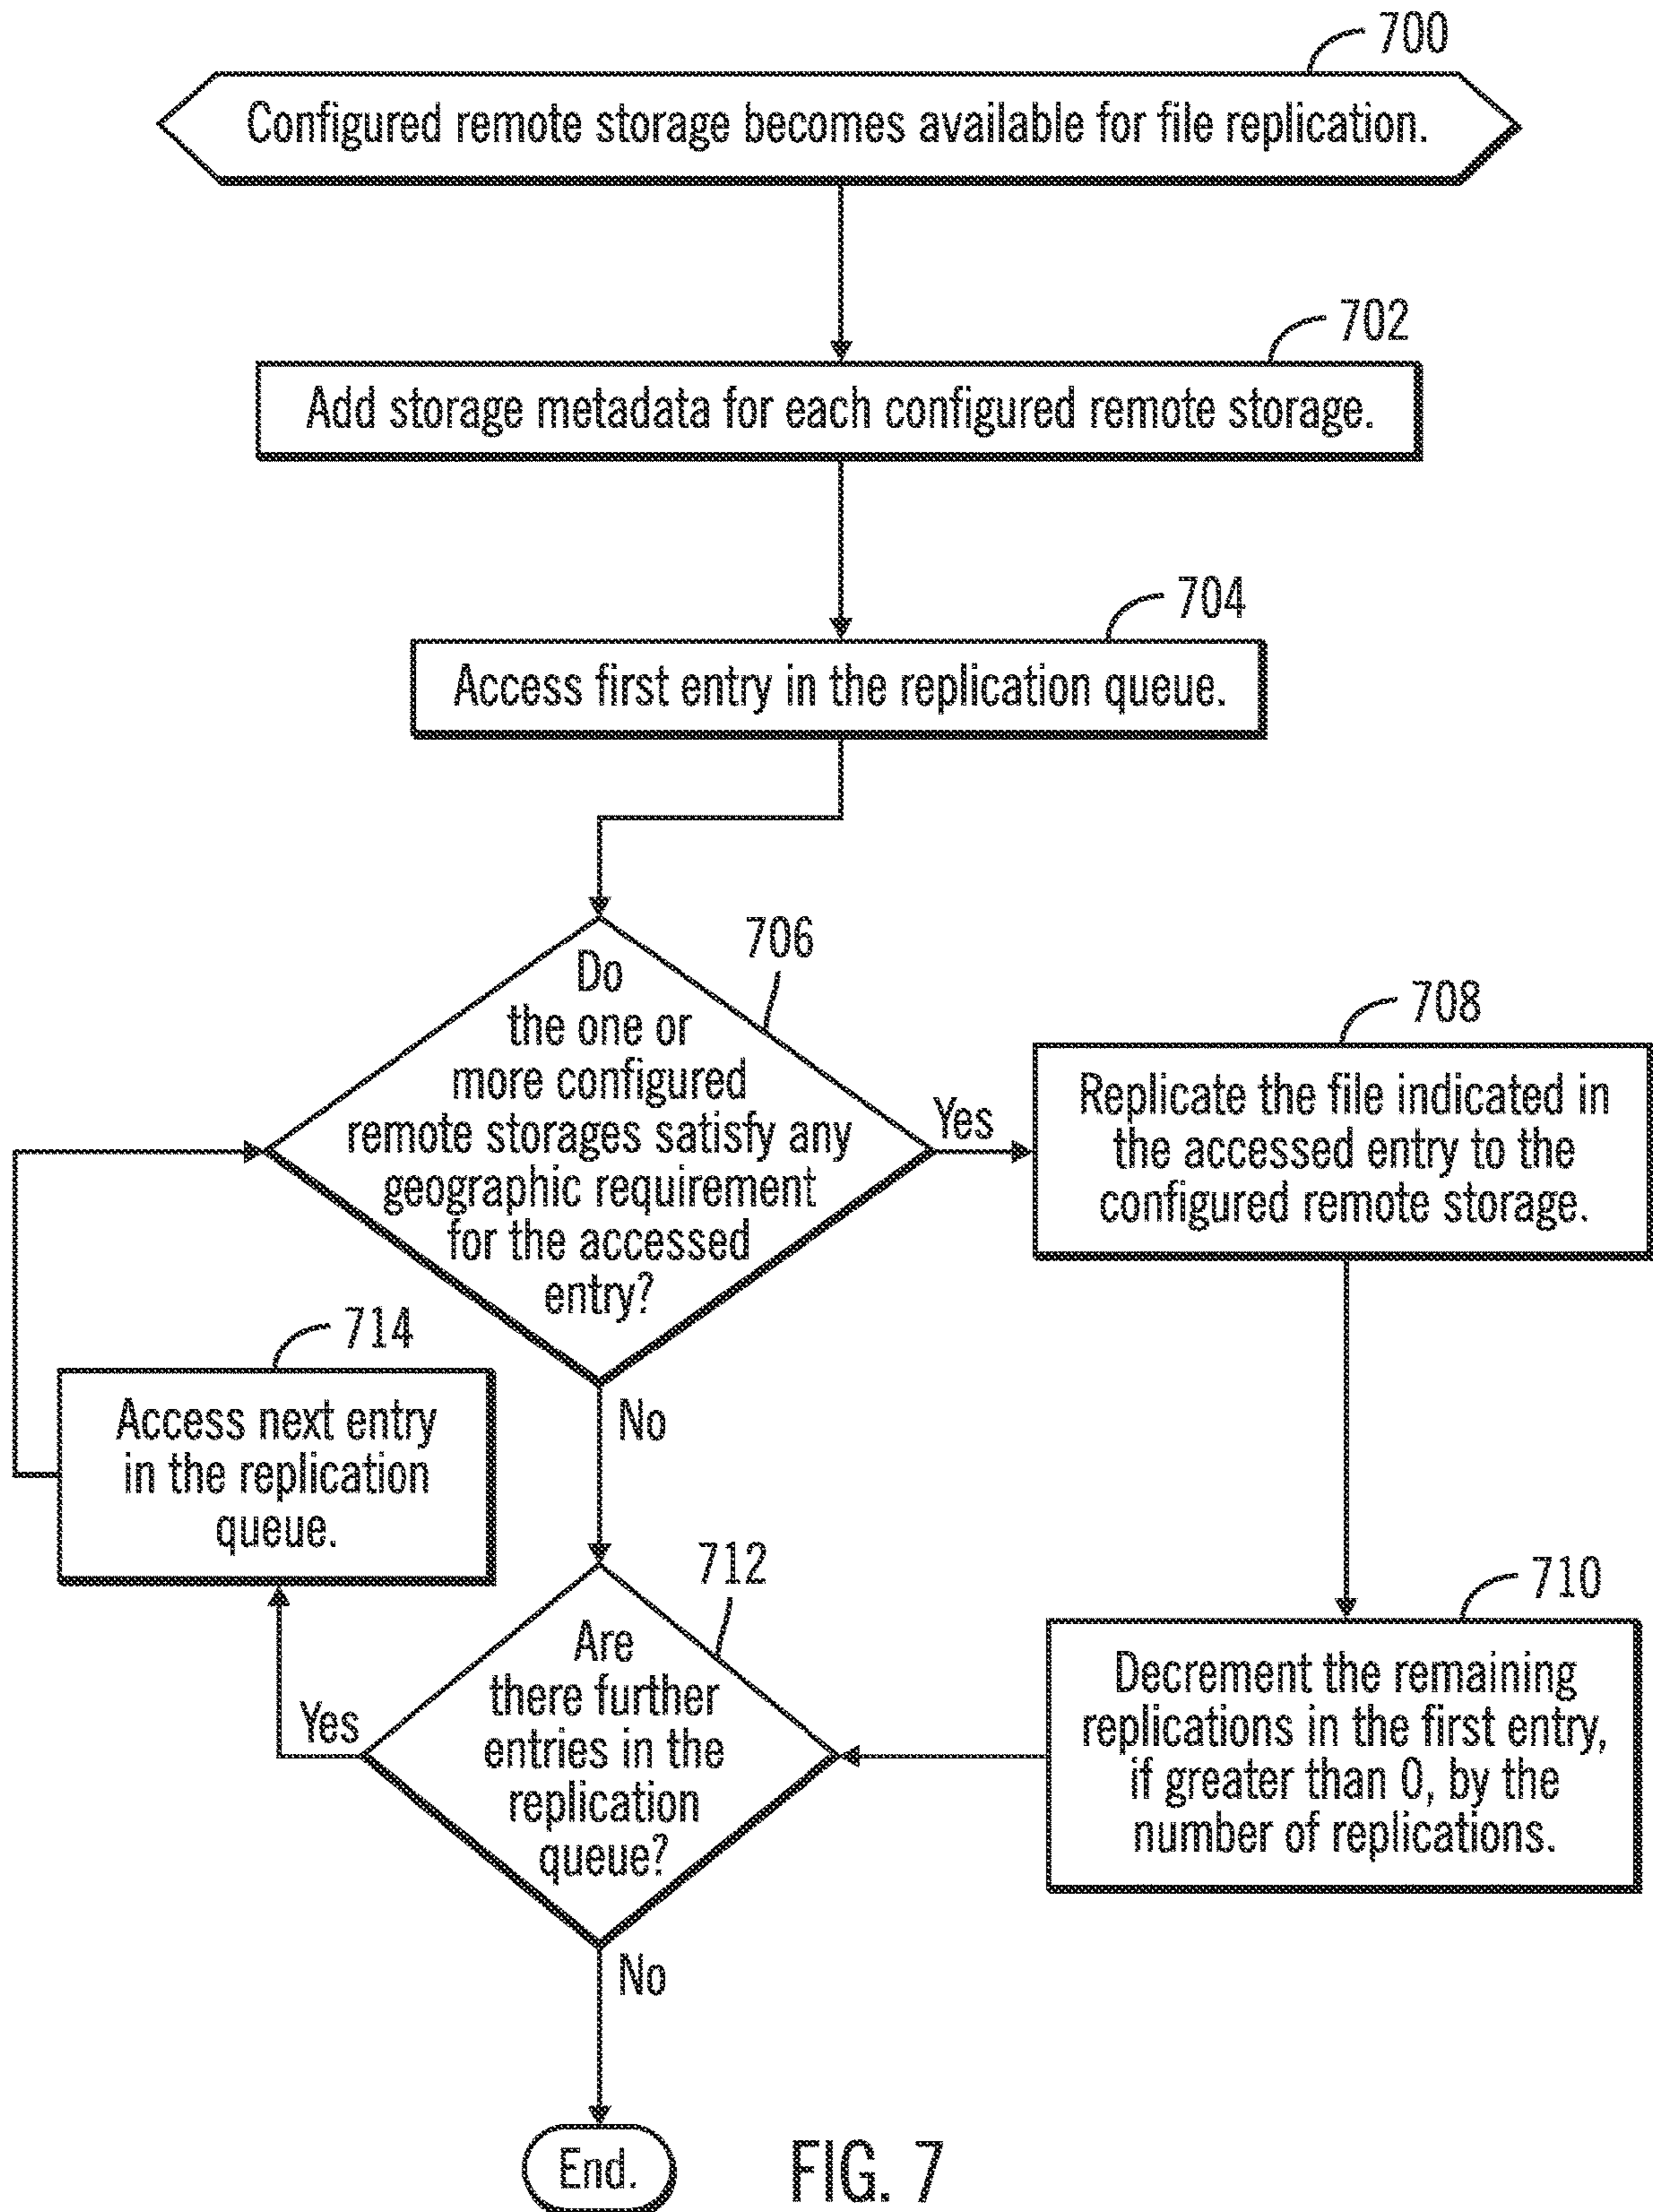 700
Configured remote storage becomes available for file replication.
702
Add storage metadata for each configured remote storage.
704
Access first entry in the replication queue.
706
Do
the one or
more configured
remote storages satisfy any
geographic requirement
for the accessed
entry?
Yes
No
708
Replicate the file indicated in
the accessed entry to the
configured remote storage.
714
Access next entry
in the replication
queue.
710
Decrement the remaining
replications in the first entry,
if greater than 0, by the
number of replications.
712
Are
there further
entries in the
replication
queue?
Yes
No
End.
FIG. 7